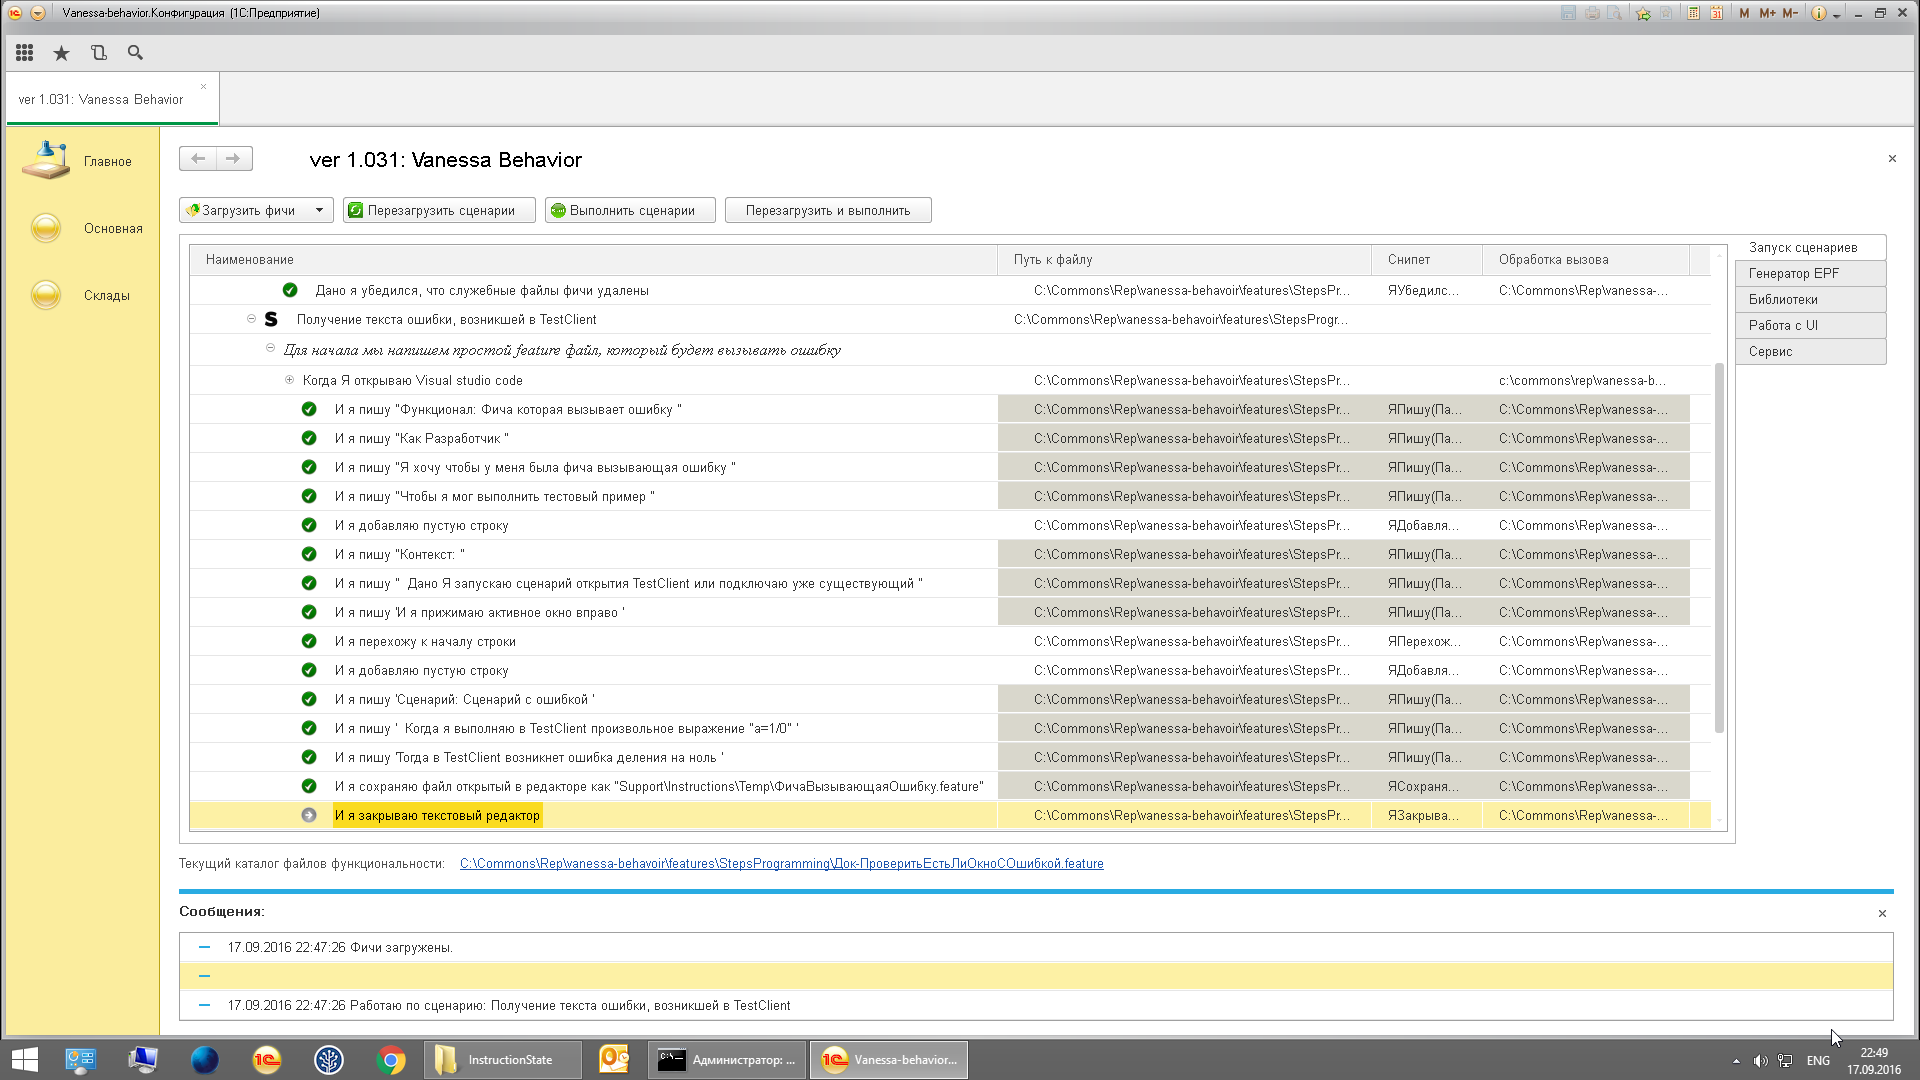 Vanessa-behavior.Конфигурация (1С:Предприятие)
M M+ M-
ver 1.031: Vanessa Behavior
Главное
Основная
Склады
ver 1.031: Vanessa Behavior
Загрузить фичи
Перезагрузить сценарии
Выполнить сценарии
Перезагрузить и выполнить
Наименование Путь к файлу Снипет Обработка вызова
Дано я убедился, что служебные файлы фичи удалены C:\Commons\Rep\vanessa-behavoir\features\StepsPr... ЯУбедилс... C:\Commons\Rep\vanessa-...
S Получение текста ошибки, возникшей в TestClient C:\Commons\Rep\vanessa-behavoir\features\StepsProgr...
Для начала мы напишем простой feature файл, который будет вызывать ошибку
Когда Я открываю Visual studio code C:\Commons\Rep\vanessa-behavoir\features\StepsPr... c:\commons\rep\vanessa-b...
И я пишу "Функционал: Фича которая вызывает ошибку " C:\Commons\Rep\vanessa-behavoir\features\StepsPr... ЯПишу(Па... C:\Commons\Rep\vanessa-...
И я пишу "Как Разработчик " C:\Commons\Rep\vanessa-behavoir\features\StepsPr... ЯПишу(Па... C:\Commons\Rep\vanessa-...
И я пишу "Я хочу чтобы у меня была фича вызывающая ошибку " C:\Commons\Rep\vanessa-behavoir\features\StepsPr... ЯПишу(Па... C:\Commons\Rep\vanessa-...
И я пишу "Чтобы я мог выполнить тестовый пример " C:\Commons\Rep\vanessa-behavoir\features\StepsPr... ЯПишу(Па... C:\Commons\Rep\vanessa-...
И я добавляю пустую строку C:\Commons\Rep\vanessa-behavoir\features\StepsPr... ЯДобавля... C:\Commons\Rep\vanessa-...
И я пишу "Контекст: " C:\Commons\Rep\vanessa-behavoir\features\StepsPr... ЯПишу(Па... C:\Commons\Rep\vanessa-...
И я пишу "  Дано Я запускаю сценарий открытия TestClient или подключаю уже существующий " C:\Commons\Rep\vanessa-behavoir\features\StepsPr... ЯПишу(Па... C:\Commons\Rep\vanessa-...
И я пишу 'И я прижимаю активное окно вправо ' C:\Commons\Rep\vanessa-behavoir\features\StepsPr... ЯПишу(Па... C:\Commons\Rep\vanessa-...
И я перехожу к началу строки C:\Commons\Rep\vanessa-behavoir\features\StepsPr... ЯПерехож... C:\Commons\Rep\vanessa-...
И я добавляю пустую строку C:\Commons\Rep\vanessa-behavoir\features\StepsPr... ЯДобавля... C:\Commons\Rep\vanessa-...
И я пишу 'Сценарий: Сценарий с ошибкой ' C:\Commons\Rep\vanessa-behavoir\features\StepsPr... ЯПишу(Па... C:\Commons\Rep\vanessa-...
И я пишу '  Когда я выполняю в TestClient произвольное выражение "а=1/0" ' C:\Commons\Rep\vanessa-behavoir\features\StepsPr... ЯПишу(Па... C:\Commons\Rep\vanessa-...
И я пишу 'Тогда в TestClient возникнет ошибка деления на ноль ' C:\Commons\Rep\vanessa-behavoir\features\StepsPr... ЯПишу(Па... C:\Commons\Rep\vanessa-...
И я сохраняю файл открытый в редакторе как "Support\Instructions\Temp\ФичаВызывающаяОшибку.feature" C:\Commons\Rep\vanessa-behavoir\features\StepsPr... ЯСохраня... C:\Commons\Rep\vanessa-...
И я закрываю текстовый редактор C:\Commons\Rep\vanessa-behavoir\features\StepsPr... ЯЗакрыва... C:\Commons\Rep\vanessa-...
Запуск сценариев
Генератор EPF
Библиотеки
Работа с UI
Сервис
Текущий каталог файлов функциональности: C:\Commons\Rep\vanessa-behavoir\features\StepsProgramming\Док-ПроверитьЕстьЛиОкноСОшибкой.feature
Сообщения:
17.09.2016 22:47:26 Фичи загружены.
17.09.2016 22:47:26 Работаю по сценарию: Получение текста ошибки, возникшей в TestClient
InstructionState
Администратор: ...
Vanessa-behavior...
ENG
22:49
17.09.2016